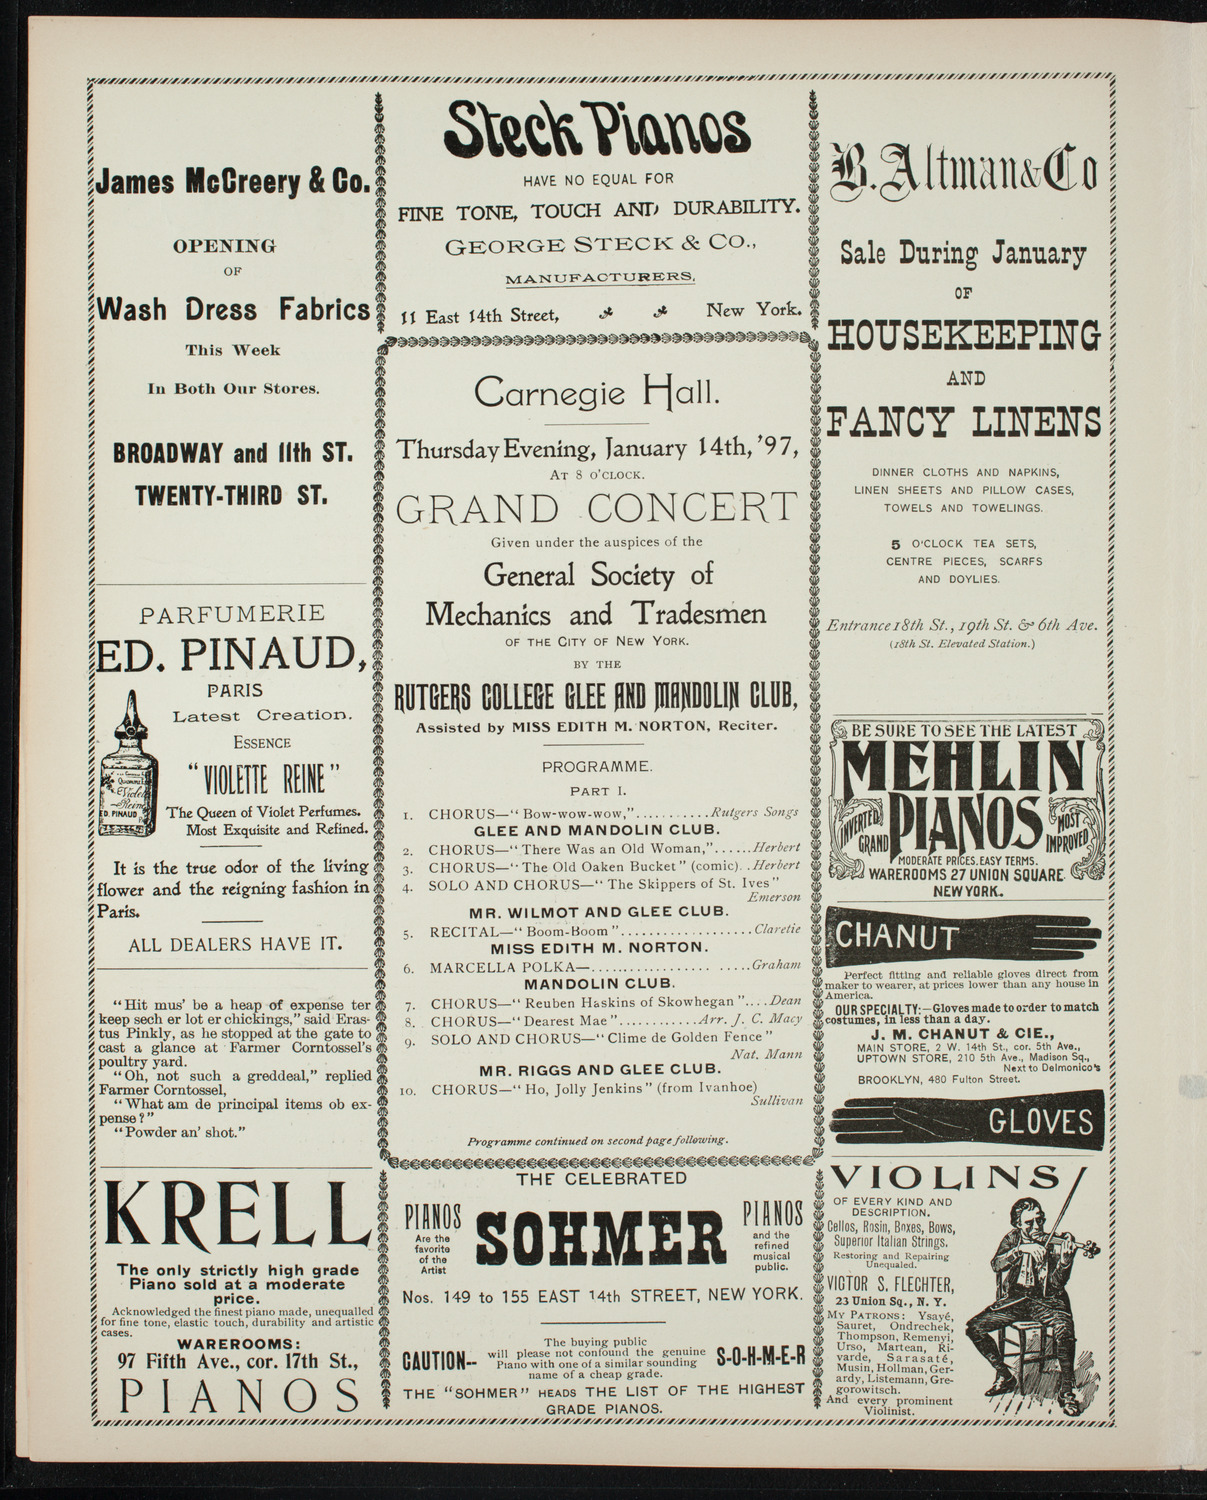 James McCreery & Co.
OPENING
OF
Wash Dress Fabrics
This Week
In Both Our Stores.
BROADWAY and 11th ST.
TWENTY-THIRD ST.
PARFUMERIE
ED. PINAUD,
PARIS
Latest Creation.
ESSENCE
"VIOLETTE REINE"
The Queen of Violet Perfumes.
Most Exquisite and Refined.
Violet
Reine
ED. PINAUD
It is the true odor of the living
flower and the reigning fashion in
Paris.
ALL DEALERS HAVE IT.
"Hit mus' be a heap of expense ter
keep sech er lot er chickings," said Eras-
tus Pinkly, as he stopped at the gate to
cast a glance at Farmer Corntossel's
poultry yard.
"Oh, not such a greddeal," replied
Farmer Corntossel,
"What am de principal items ob ex-
pense?"
"Powder an' shot."
KRELL
The only strictly high grade
Piano sold at a moderate
price.
Acknowledged the finest piano made, unequalled
for fine tone, elastic touch, durability and artistic
cases.
WAREROOMS:
97 Fifth Ave., cor. 17th St.,
PIANOS
Steck Pianos
HAVE NO EQUAL FOR
FINE TONE, TOUCH AND DURABILITY.
GEORGE STECK & CO.,
MANUFACTURERS,
11 East 14th Street, New York.
Carnegie Hall.
Thursday Evening, January 14th, '97,
AT 8 O'CLOCK.
GRAND CONCERT
Given under the auspices of the
General Society of
Mechanics and Tradesmen
OF THE CITY OF NEW YORK.
BY THE
RUTGERS COLLEGE GLEE AND MANDOLIN CLUB,
Assisted by MISS EDITH M. NORTON, Reciter.
PROGRAMME.
PART I.
1. CHORUS—"Bow-wow-wow,"...........Rutgers Songs
GLEE AND MANDOLIN CLUB.
2. CHORUS—"There Was an Old Woman,"......Herbert
3. CHORUS—"The Old Oaken Bucket" (comic)..Herbert
4. SOLO AND CHORUS—"The Skippers of St. Ives"
Emerson
MR. WILMOT AND GLEE CLUB.
5. RECITAL—"Boom-Boom"...................Claretie
MISS EDITH M. NORTON.
6. MARCELLA POLKA—....................... Graham
MANDOLIN CLUB.
7. CHORUS—"Reuben Haskins of Skowhegan"....Dean
8. CHORUS—"Dearest Mae"............Arr. J. C. Macy
9. SOLO AND CHORUS—"Clime de Golden Fence"
Nat. Mann
MR. RIGGS AND GLEE CLUB.
10. CHORUS—"Ho, Jolly Jenkins" (from Ivanhoe)
Sullivan
Programme continued on second page following.
THE CELEBRATED
PIANOS
Are the
favorite
of the
Artist
SOHMER
PIANOS
and the
refined
musical
public.
Nos. 149 to 155 EAST 14th STREET, NEW YORK.
CAUTION--
The buying public
will please not confound the genuine
Piano with one of a similar sounding
name of a cheap grade.
S-O-H-M-E-R
THE "SOHMER" HEADS THE LIST OF THE HIGHEST
GRADE PIANOS.
B. Altman & Co
Sale During January
OF
HOUSEKEEPING
AND
FANCY LINENS
DINNER CLOTHS AND NAPKINS,
LINEN SHEETS AND PILLOW CASES,
TOWELS AND TOWELINGS.
5 O'CLOCK TEA SETS,
CENTRE PIECES, SCARFS
AND DOYLIES.
Entrance 18th St., 19th St. & 6th Ave.
(18th St. Elevated Station.)
BE SURE TO SEE THE LATEST
MEHLIN
PIANOS
INVERTED
GRAND
MOST
IMPROVED
MODERATE PRICES. EASY TERMS.
WAREROOMS 27 UNION SQUARE
NEW YORK.
CHANUT
Perfect fitting and reliable gloves direct from
maker to wearer, at prices lower than any house in
America.
OUR SPECIALTY:—Gloves made to order to match
costumes, in less than a day.
J. M. CHANUT & CIE.,
MAIN STORE, 2 W. 14th St., cor. 5th Ave.,
UPTOWN STORE, 210 5th Ave., Madison Sq.,
Next to Delmonico's
BROOKLYN, 480 Fulton Street.
GLOVES
VIOLINS
OF EVERY KIND AND
DESCRIPTION.
Cellos, Rosin, Boxes, Bows,
Superior Italian Strings.
Restoring and Repairing
Unequaled.
VICTOR S. FLECHTER,
23 Union Sq., N. Y.
MY PATRONS: Ysayé,
Sauret, Ondrechek,
Thompson, Remenyi,
Urso, Martean, Ri-
varde, Sarasaté,
Musin, Hollman, Ger-
ardy, Listemann, Gre-
gorowitsch.
And every prominent
Violinist.